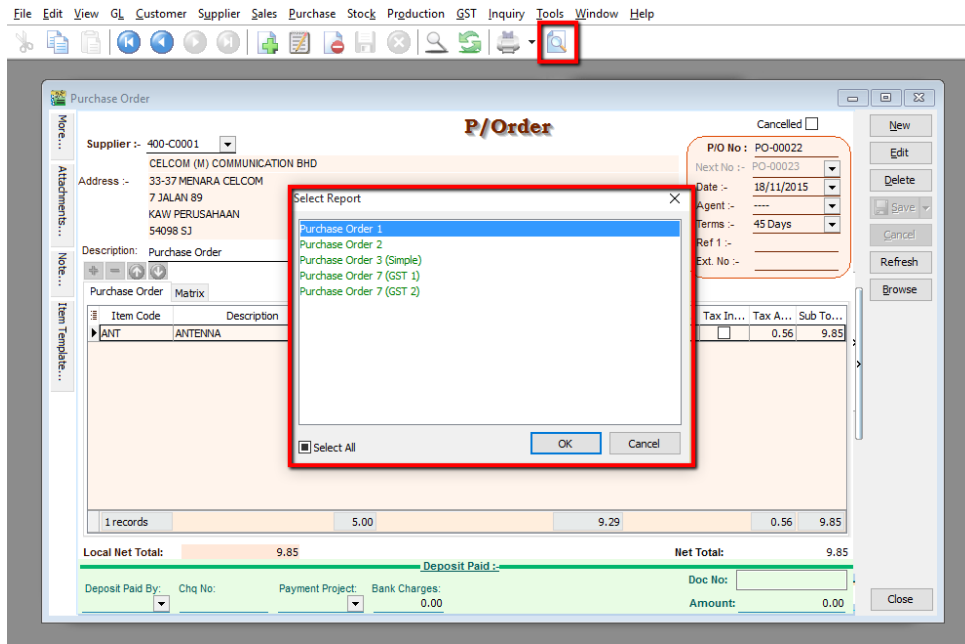 File Edit View GL Customer Supplier Sales Purchase Stock Production GST Inquiry Tools Window Help
Purchase Order
More...
Attachments...
Note...
Item Template...
P/Order
Cancelled
Supplier :- 400-C0001
CELCOM (M) COMMUNICATION BHD
Address :- 33-37 MENARA CELCOM
7 JALAN 89
KAW PERUSAHAAN
54098 SJ
Description: Purchase Order
P/O No : PO-00022
Next No :- PO-00023
Date :- 18/11/2015
Agent :- ----
Terms :- 45 Days
Ref 1 :-
Ext. No :-
New
Edit
Delete
Save
Cancel
Refresh
Browse
Purchase Order Matrix
Item Code Description Tax In... Tax A... Sub To...
ANT ANTENNA 0.56 9.85
Select Report
Purchase Order 1
Purchase Order 2
Purchase Order 3 (Simple)
Purchase Order 7 (GST 1)
Purchase Order 7 (GST 2)
Select All OK Cancel
1 records 5.00 9.29 0.56 9.85
Local Net Total: 9.85 Net Total: 9.85
Deposit Paid :-
Deposit Paid By: Chq No: Payment Project: Bank Charges: Doc No:
0.00 Amount: 0.00
Close